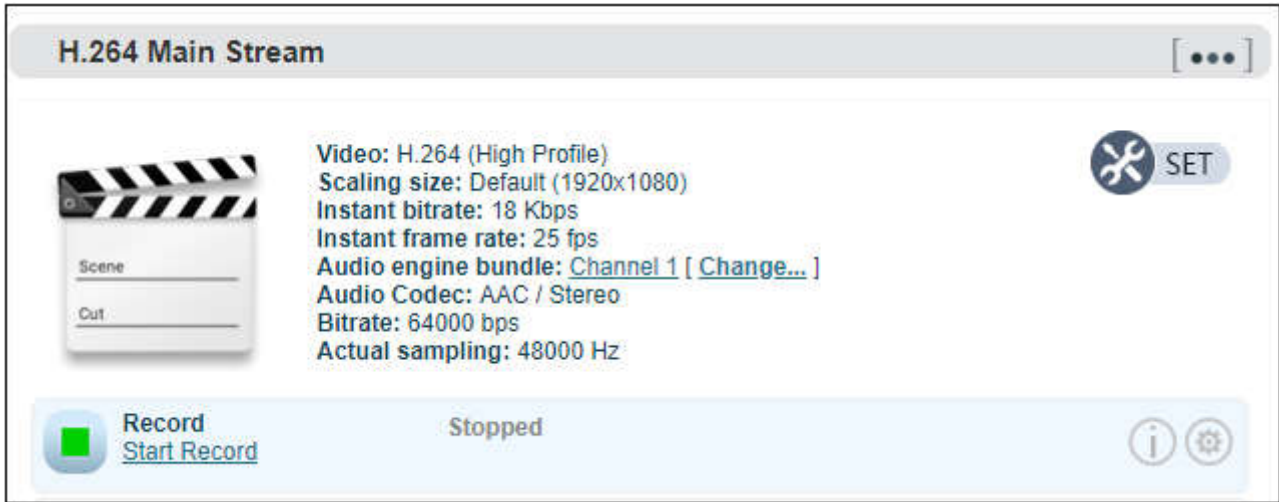 H.264 Main Stream
[ ••• ]
Video: H.264 (High Profile)
Scaling size: Default (1920x1080)
Instant bitrate: 18 Kbps
Instant frame rate: 25 fps
Audio engine bundle: Channel 1 [ Change... ]
Audio Codec: AAC / Stereo
Bitrate: 64000 bps
Actual sampling: 48000 Hz
SET
Scene
Cut
Record
Start Record
Stopped
i